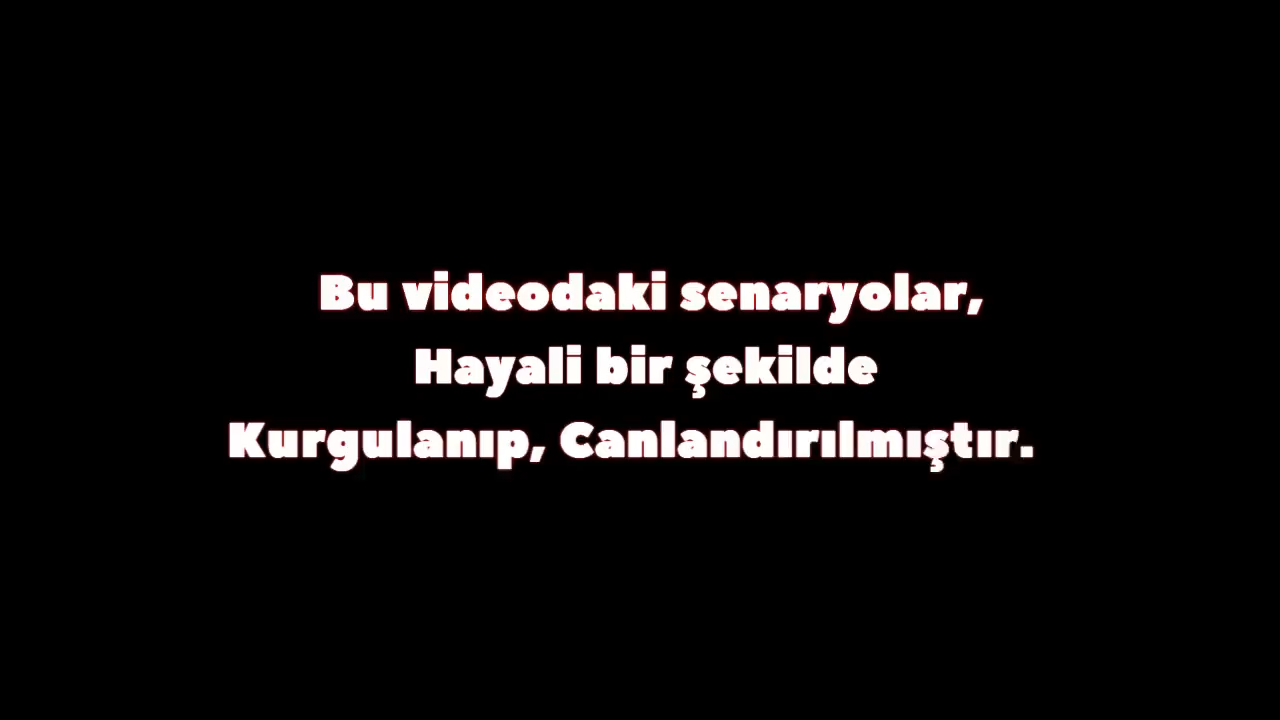 Bu videodaki senaryolar,
Hayali bir şekilde
Kurgulanıp, Canlandırılmıştır.